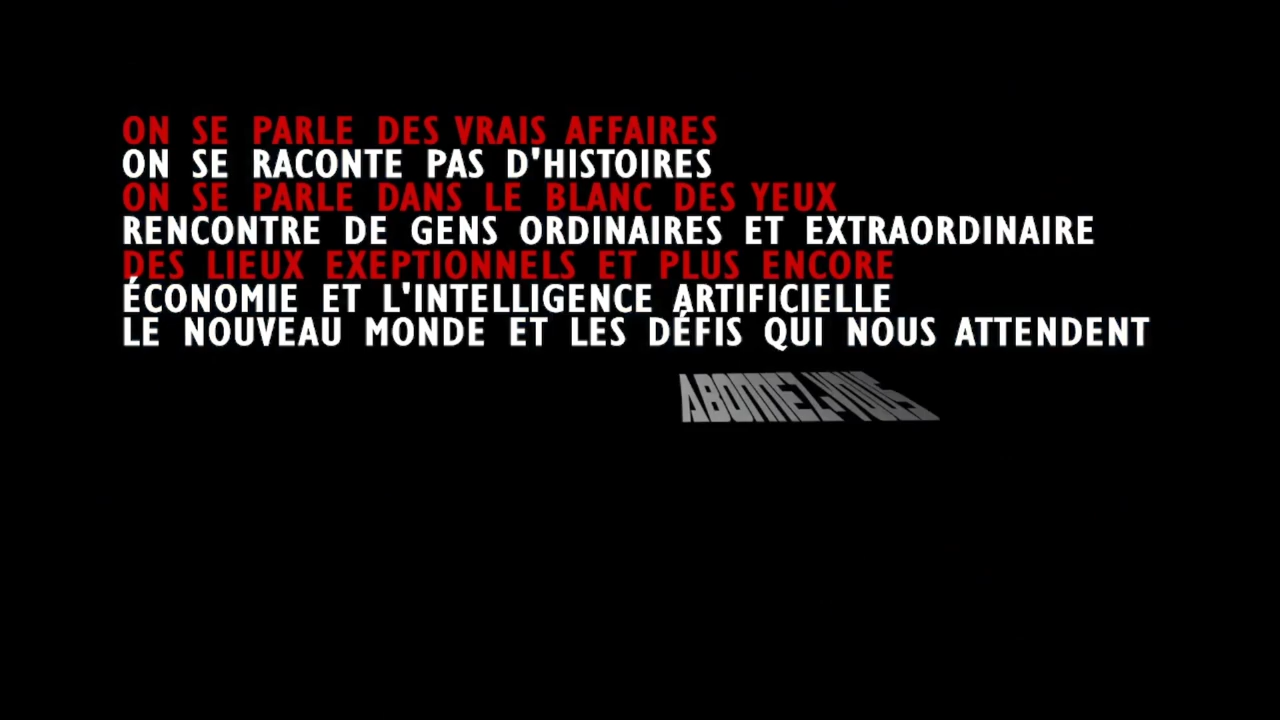 ON SE PARLE DES VRAIS AFFAIRES
ON SE RACONTE PAS D'HISTOIRES
ON SE PARLE DANS LE BLANC DES YEUX
RENCONTRE DE GENS ORDINAIRES ET EXTRAORDINAIRE
DES LIEUX EXEPTIONNELS ET PLUS ENCORE
ÉCONOMIE ET L'INTELLIGENCE ARTIFICIELLE
LE NOUVEAU MONDE ET LES DÉFIS QUI NOUS ATTENDENT
ABONNEZ-VOUS